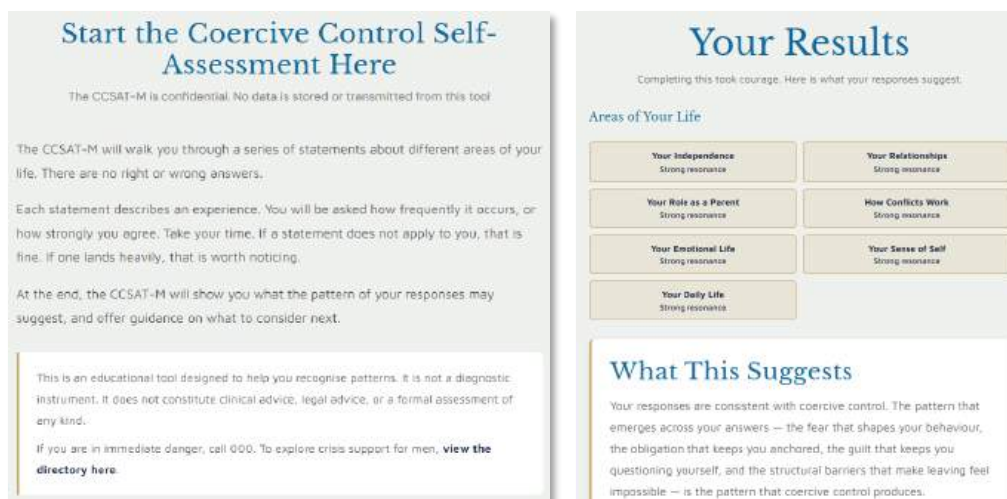 Start the Coercive Control Self-
Assessment Here
The CCSAT-M is confidential. No data is stored or transmitted from this tool
The CCSAT-M will walk you through a series of statements about different areas of your
life. There are no right or wrong answers.
Each statement describes an experience. You will be asked how frequently it occurs, or
how strongly you agree. Take your time. If a statement does not apply to you, that is
fine. If one lands heavily, that is worth noticing.
At the end, the CCSAT-M will show you what the pattern of your responses may
suggest, and offer guidance on what to consider next.
This is an educational tool designed to help you recognise patterns. It is not a diagnostic
instrument. It does not constitute clinical advice, legal advice, or a formal assessment of
any kind.
If you are in immediate danger, call 000. To explore crisis support for men, view the
directory here.
Your Results
Completing this took courage. Here is what your responses suggest.
Areas of Your Life
Your Independence
Strong resonance
Your Relationships
Strong resonance
Your Role as a Parent
Strong resonance
How Conflicts Work
Strong resonance
Your Emotional Life
Strong resonance
Your Sense of Self
Strong resonance
Your Daily Life
Strong resonance
What This Suggests
Your responses are consistent with coercive control. The pattern that
emerges across your answers — the fear that shapes your behaviour,
the obligation that keeps you anchored, the guilt that keeps you
questioning yourself, and the structural barriers that make leaving feel
impossible — is the pattern that coercive control produces.